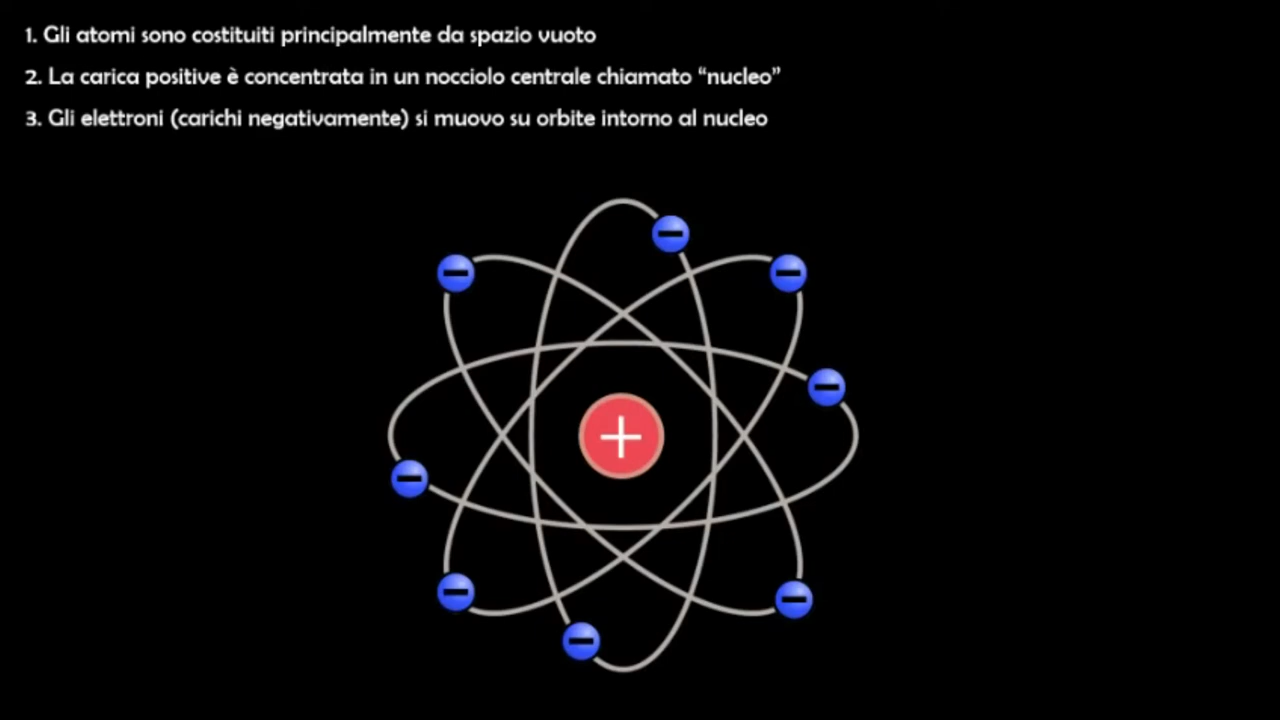 1. Gli atomi sono costituiti principalmente da spazio vuoto
2. La carica positive è concentrata in un nocciolo centrale chiamato “nucleo”
3. Gli elettroni (carichi negativamente) si muovo su orbite intorno al nucleo